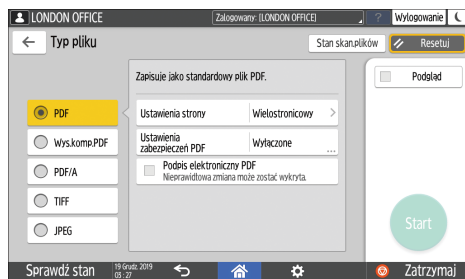 LONDON OFFICE
Zalogowany: [LONDON OFFICE]
?
Wylogowanie
Typ pliku
Stan skan.plików
Resetuj
Zapisuje jako standardowy plik PDF.
Podgląd
PDF
Ustawienia strony
Wielostronicowy
Wys.komp.PDF
Ustawienia
zabezpieczeń PDF
Wyłączone
...
PDF/A
Podpis elektroniczny PDF
Nieprawidłowa zmiana może zostać wykryta.
TIFF
JPEG
Start
Sprawdź stan
19 Grudz. 2019
03 : 27
Zatrzymaj